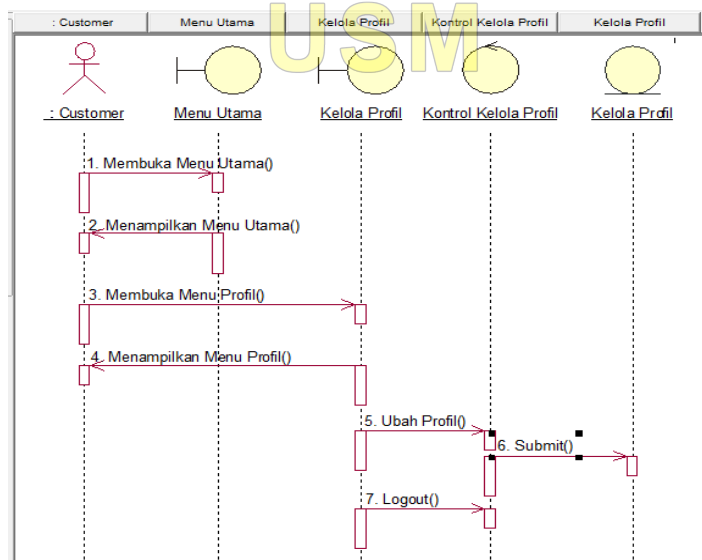 : Customer
Menu Utama
Kelola Profil
Kontrol Kelola Profil
Kelola Profil
USM
: Customer
Menu Utama
Kelola Profil
Kontrol Kelola Profil
Kelola Profil
1. Membuka Menu Utama()
2. Menampilkan Menu Utama()
3. Membuka Menu Profil()
4. Menampilkan Menu Profil()
5. Ubah Profil()
6. Submit()
7. Logout()